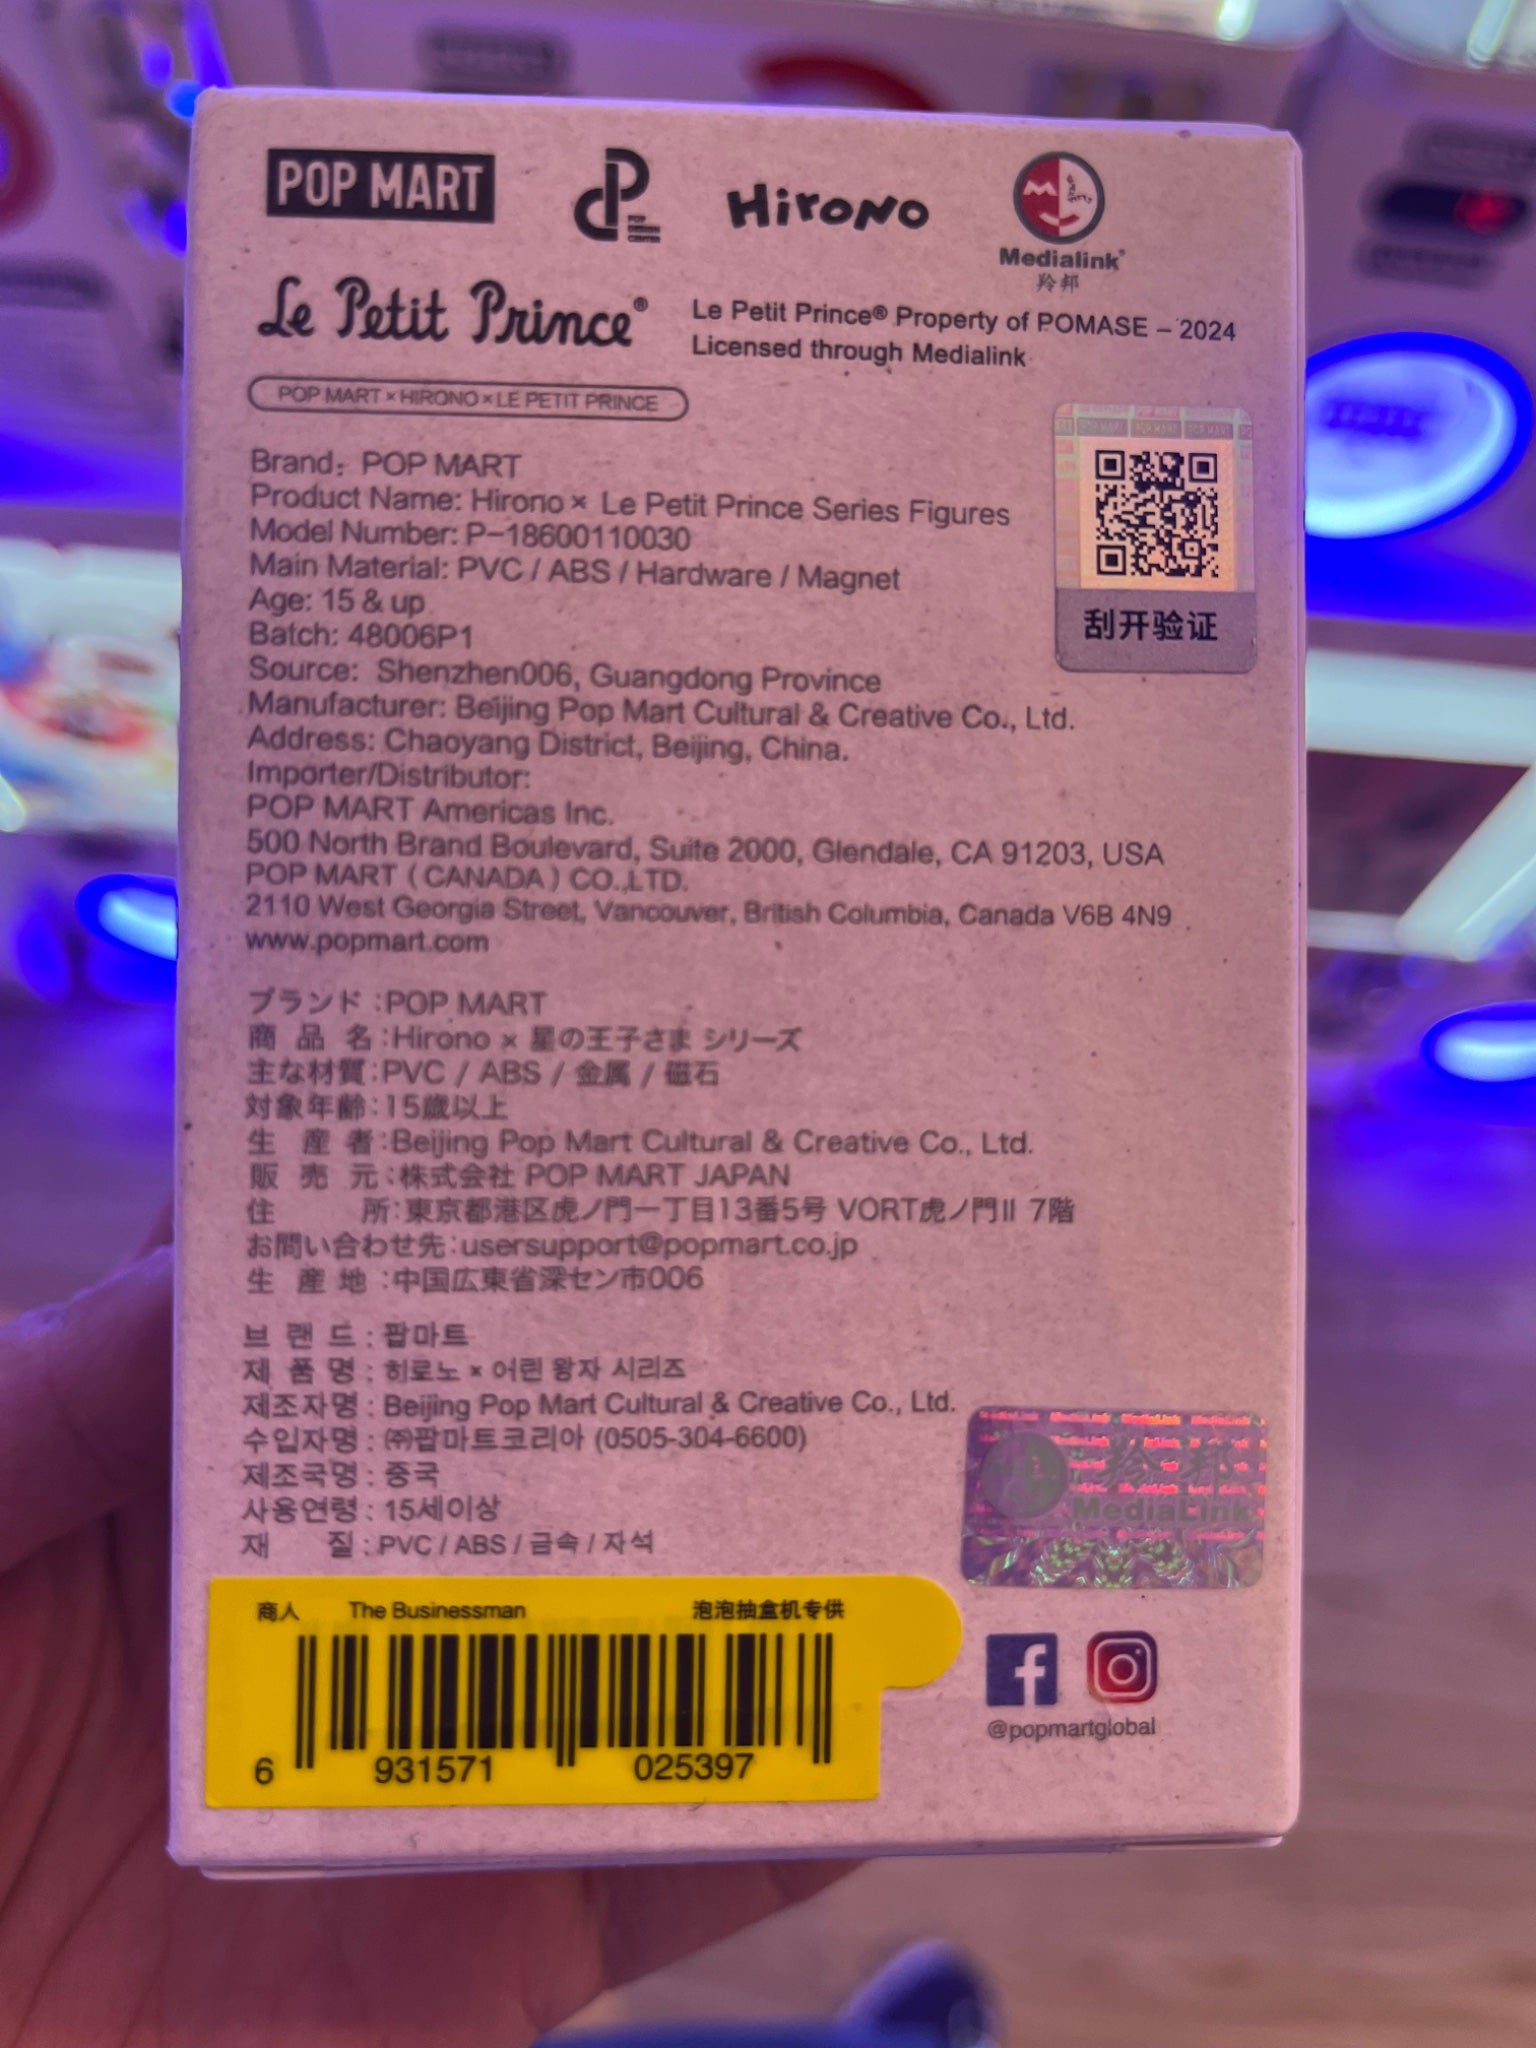 POP MART
POP
DESIGN
CENTER
Hirono
Medialink®
羚邦
Le Petit Prince®
Le Petit Prince® Property of POMASE – 2024
Licensed through Medialink
POP MART × HIRONO × LE PETIT PRINCE
Brand: POP MART
Product Name: Hirono × Le Petit Prince Series Figures
Model Number: P-18600110030
Main Material: PVC / ABS / Hardware / Magnet
Age: 15 & up
Batch: 48006P1
Source: Shenzhen006, Guangdong Province
Manufacturer: Beijing Pop Mart Cultural & Creative Co., Ltd.
Address: Chaoyang District, Beijing, China.
Importer/Distributor:
POP MART Americas Inc.
500 North Brand Boulevard, Suite 2000, Glendale, CA 91203, USA
POP MART ( CANADA ) CO.,LTD.
2110 West Georgia Street, Vancouver, British Columbia, Canada V6B 4N9
www.popmart.com
刮开验证
ブランド :POP MART
商 品 名 :Hirono × 星の王子さま シリーズ
主な材質:PVC / ABS / 金属 / 磁石
対象年齢:15歳以上
生 産 者:Beijing Pop Mart Cultural & Creative Co., Ltd.
販 売 元 :株式会社 POP MART JAPAN
住 所:東京都港区虎ノ門一丁目13番5号 VORT虎ノ門II 7階
お問い合わせ先:usersupport@popmart.co.jp
生 産 地 :中国広東省深セン市006
브 랜 드 : 팝마트
제 품 명 : 히로노 × 어린 왕자 시리즈
제조자명 : Beijing Pop Mart Cultural & Creative Co., Ltd.
수입자명 : ㈜팝마트코리아 (0505-304-6600)
제조국명 : 중국
사용연령 : 15세이상
재 질 : PVC / ABS / 금속 / 자석
羚邦
MediaLink
商人 The Businessman 泡泡抽盒机专供
6 931571 025397
@popmartglobal